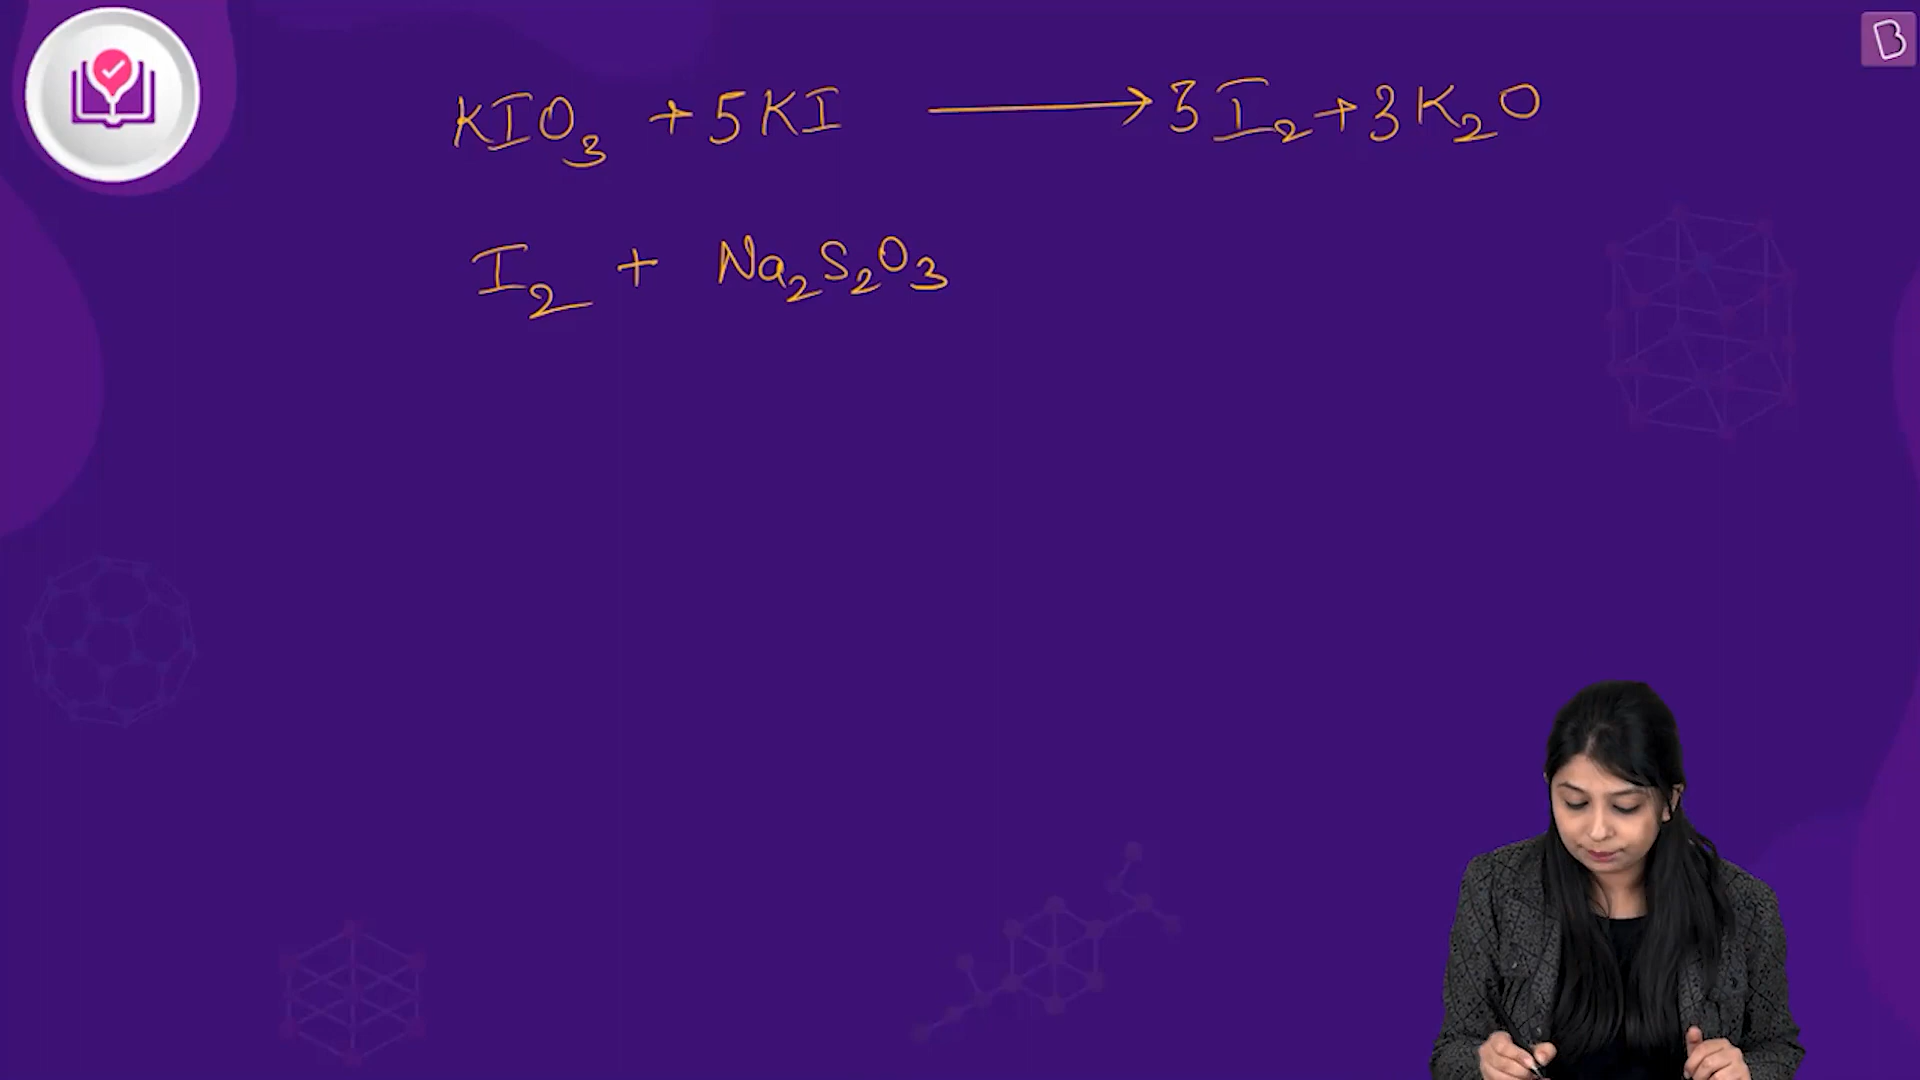 KIO₃ + 5KI ⟶ 3I₂ + 3K₂O
I₂ + Na₂S₂O₃